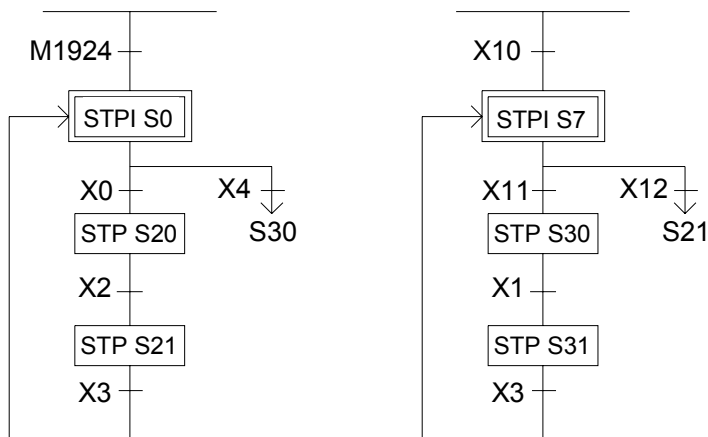 M1924
STPI S0
X0
X4
STP S20
S30
X2
STP S21
X3
X10
STPI S7
X11
X12
STP S30
S21
X1
STP S31
X3